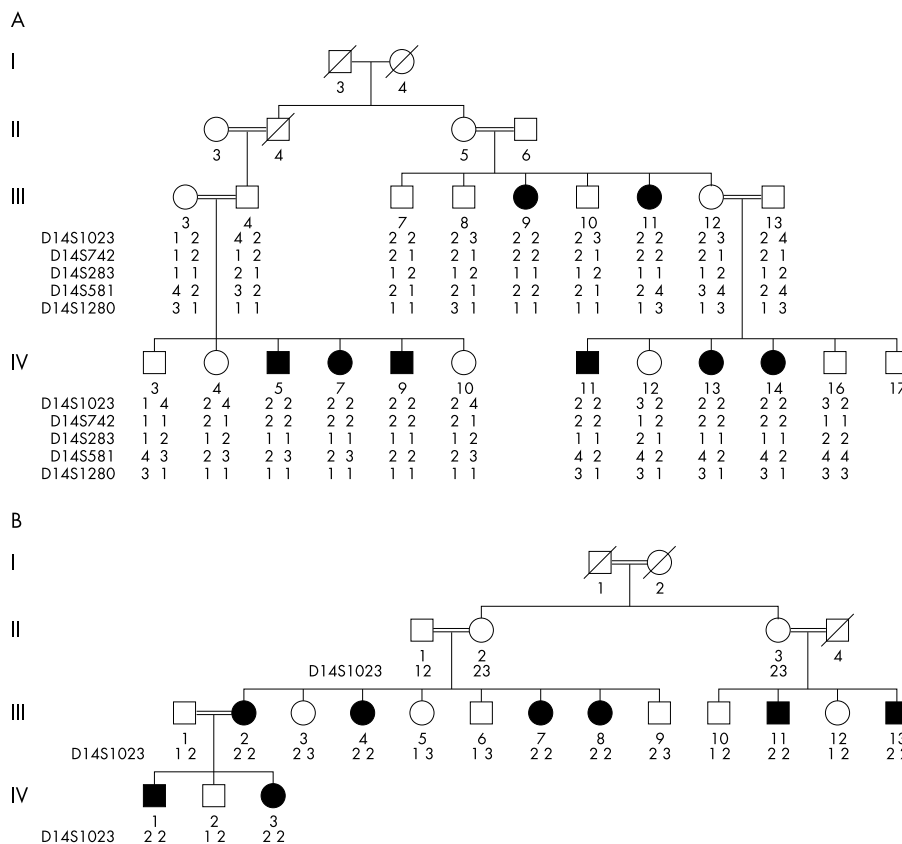 A
I
3 4
II
3 4 5 6
III
3 4 7 8 9 10 11 12 13
D14S1023 1 2 4 2 2 2 2 3 2 2 2 3 2 2 2 3 2 4
D14S742 1 2 1 2 2 1 2 1 2 2 2 1 2 2 2 1 2 1
D14S283 1 1 2 1 1 2 1 2 1 1 1 2 1 1 1 2 1 2
D14S581 4 2 3 2 2 1 2 1 2 2 2 1 2 4 3 4 2 4
D14S1280 3 1 1 1 1 1 3 1 1 1 1 1 1 3 1 3 1 3
IV
3 4 5 7 9 10 11 12 13 14 16 17
D14S1023 1 4 2 4 2 2 2 2 2 2 2 4 2 2 3 2 2 2 2 2 3 2
D14S742 1 1 2 1 2 2 2 2 2 2 2 1 2 2 1 2 2 2 2 2 1 1
D14S283 1 2 1 2 1 1 1 1 1 1 1 2 1 1 2 1 1 1 1 1 2 2
D14S581 4 3 2 3 2 3 2 3 2 2 2 3 4 2 4 2 4 2 4 2 4 4
D14S1280 3 1 1 1 1 1 1 1 1 1 1 1 3 1 3 1 3 1 3 1 3 3
B
I
1 2
II
1 2 3 4
D14S1023 12 23 23
III
1 2 3 4 5 6 7 8 9 10 11 12 13
D14S1023 1 2 2 2 2 3 2 2 1 3 1 3 2 2 2 2 2 3 1 2 2 2 1 2 2
IV
1 2 3
D14S1023 2 2 1 2 2 2